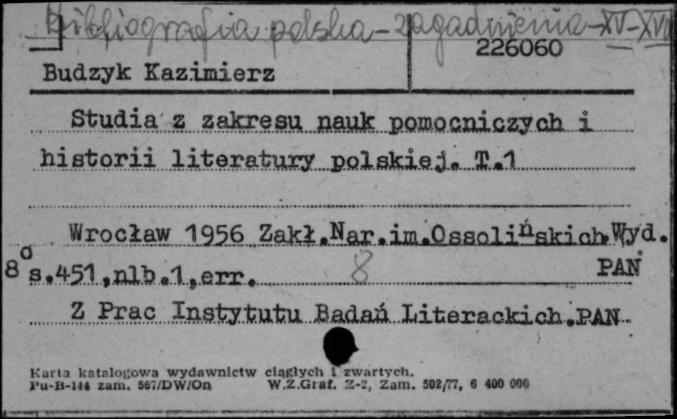 Bibliografia polska - zagadnienia - XV-XVI
226060
Budzyk Kazimierz
Studia z zakresu nauk pomocniczych i
historii literatury polskiej. T.1
Wrocław 1956 Zakł.Nar.im.Ossolińskich.Wyd.
PAN
8° s.451,nlb.1,err. 8
Z Prac Instytutu Badań Literackich.PAN
Karta katalogowa wydawnictw ciągłych i zwartych.
Pu-B-144 zam. 567/DW/On W.Z.Graf. Z-2, Zam. 502/77, 6 400 000